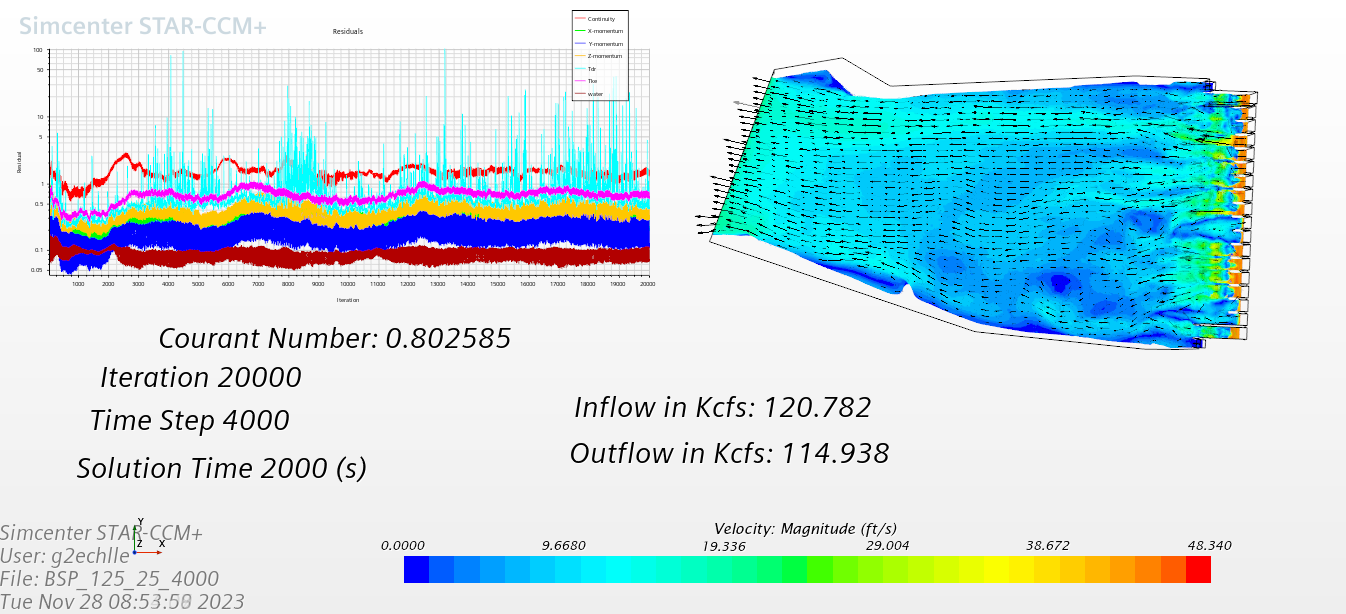 Simcenter STAR-CCM+
Residuals
Continuity
X-momentum
Y-momentum
Z-momentum
Tdr
Tke
water
100
50
10
5
1
0.5
0.1
0.05
Residual
1000 2000 3000 4000 5000 6000 7000 8000 9000 10000 11000 12000 13000 14000 15000 16000 17000 18000 19000 20000
Iteration
Courant Number: 0.802585
Iteration 20000
Time Step 4000
Solution Time 2000 (s)
Inflow in Kcfs: 120.782
Outflow in Kcfs: 114.938
Y
Z X
Simcenter STAR-CCM+
User: g2echlle
File: BSP_125_25_4000
Tue Nov 28 2023
Velocity: Magnitude (ft/s)
0.0000 9.6680 19.336 29.004 38.672 48.340